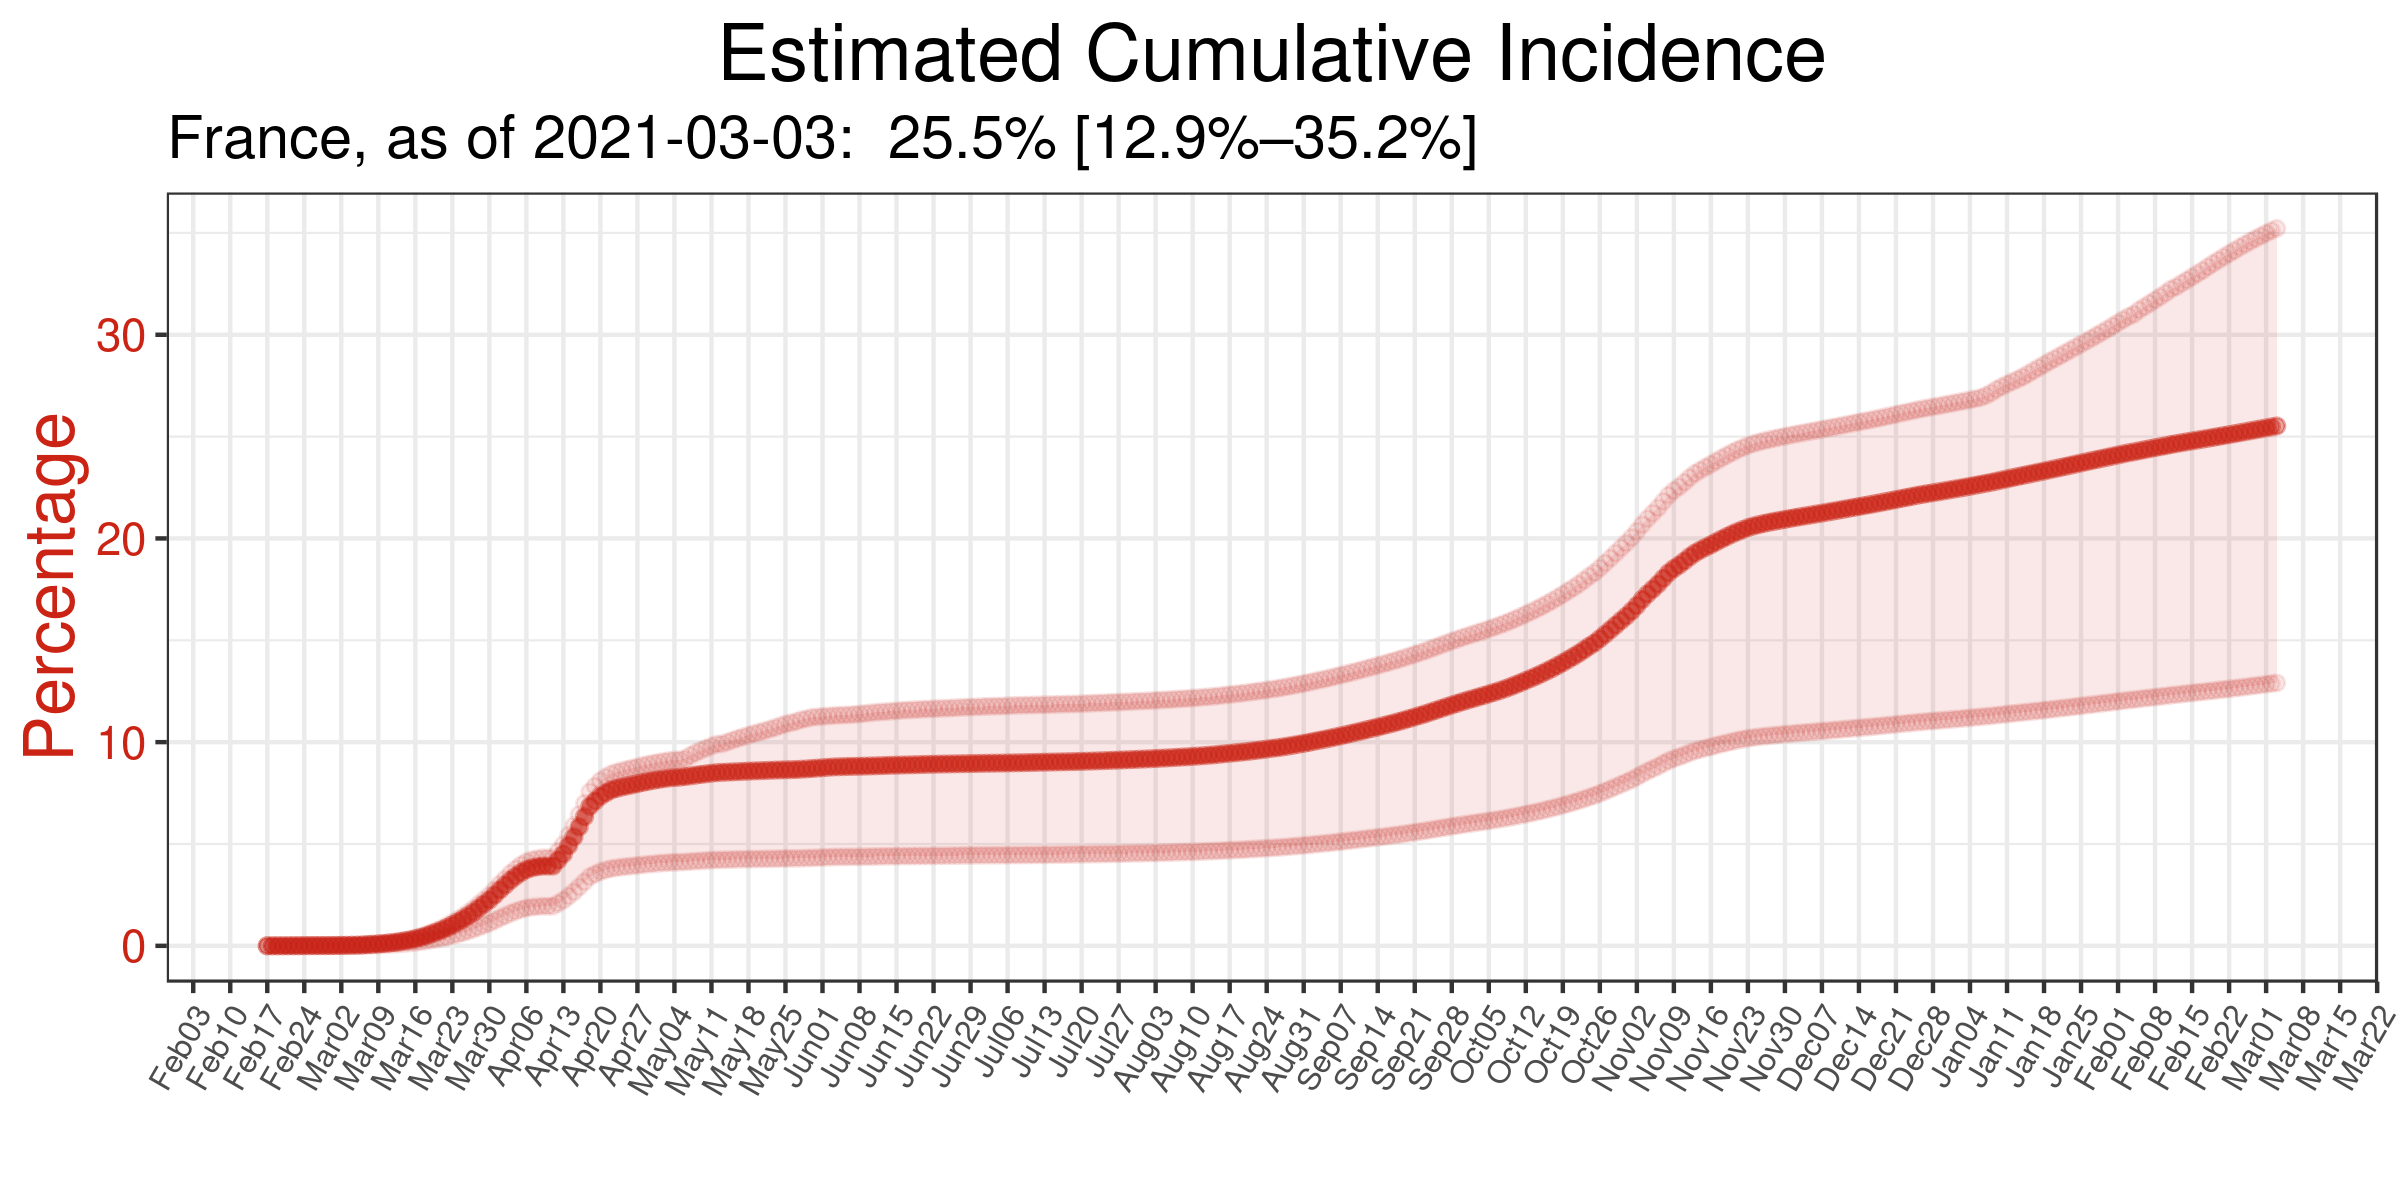 Estimated Cumulative Incidence
France, as of 2021-03-03:  25.5% [12.9%–35.2%]
Percentage
30
20
10
0
Feb03
Feb10
Feb17
Feb24
Mar02
Mar09
Mar16
Mar23
Mar30
Apr06
Apr13
Apr20
Apr27
May04
May11
May18
May25
Jun01
Jun08
Jun15
Jun22
Jun29
Jul06
Jul13
Jul20
Jul27
Aug03
Aug10
Aug17
Aug24
Aug31
Sep07
Sep14
Sep21
Sep28
Oct05
Oct12
Oct19
Oct26
Nov02
Nov09
Nov16
Nov23
Nov30
Dec07
Dec14
Dec21
Dec28
Jan04
Jan11
Jan18
Jan25
Feb01
Feb08
Feb15
Feb22
Mar01
Mar08
Mar15
Mar22